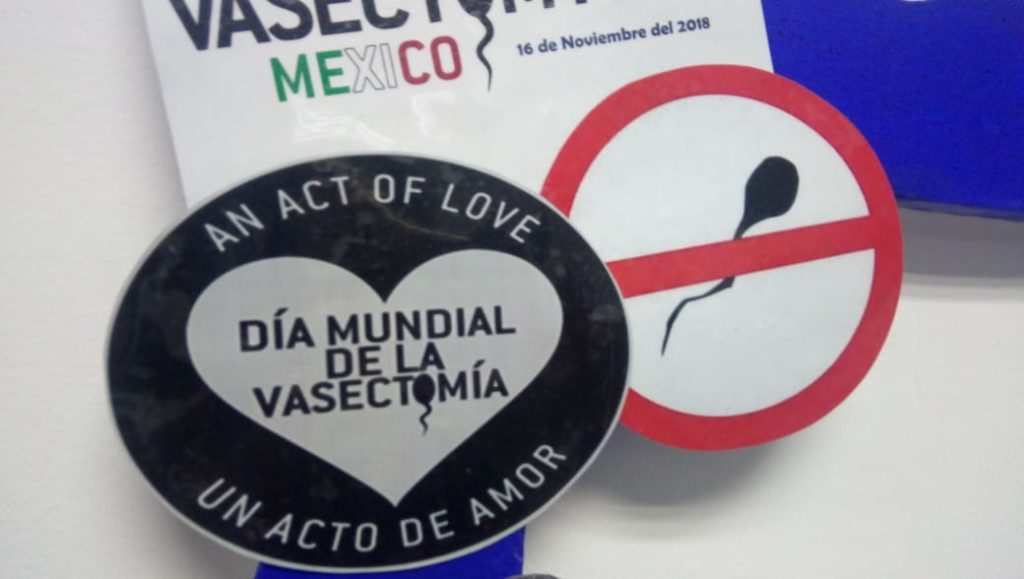 VASECTOMÍA
MEXICO
16 de Noviembre del 2018
AN ACT OF LOVE
DÍA MUNDIAL
DE LA
VASECTOMÍA
UN ACTO DE AMOR